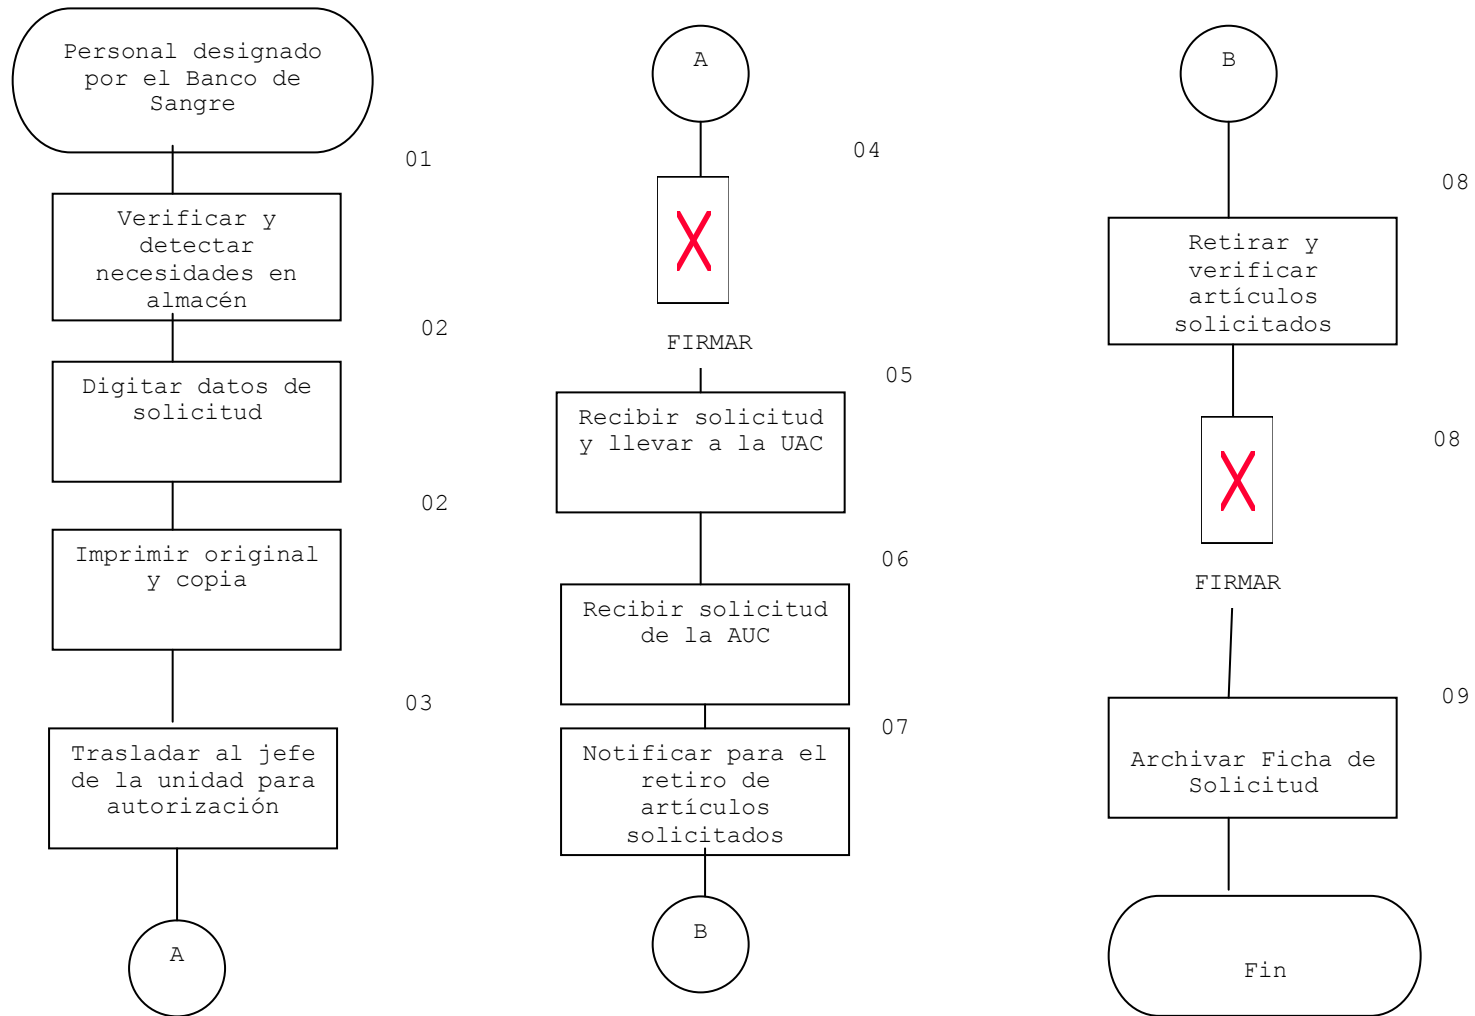 Personal designado
por el Banco de
Sangre
01
Verificar y
detectar
necesidades en
almacén
02
Digitar datos de
solicitud
02
Imprimir original
y copia
03
Trasladar al jefe
de la unidad para
autorización
A
A
04
X
FIRMAR
05
Recibir solicitud
y llevar a la UAC
06
Recibir solicitud
de la AUC
07
Notificar para el
retiro de
artículos
solicitados
B
B
08
Retirar y
verificar
artículos
solicitados
08
X
FIRMAR
09
Archivar Ficha de
Solicitud
Fin